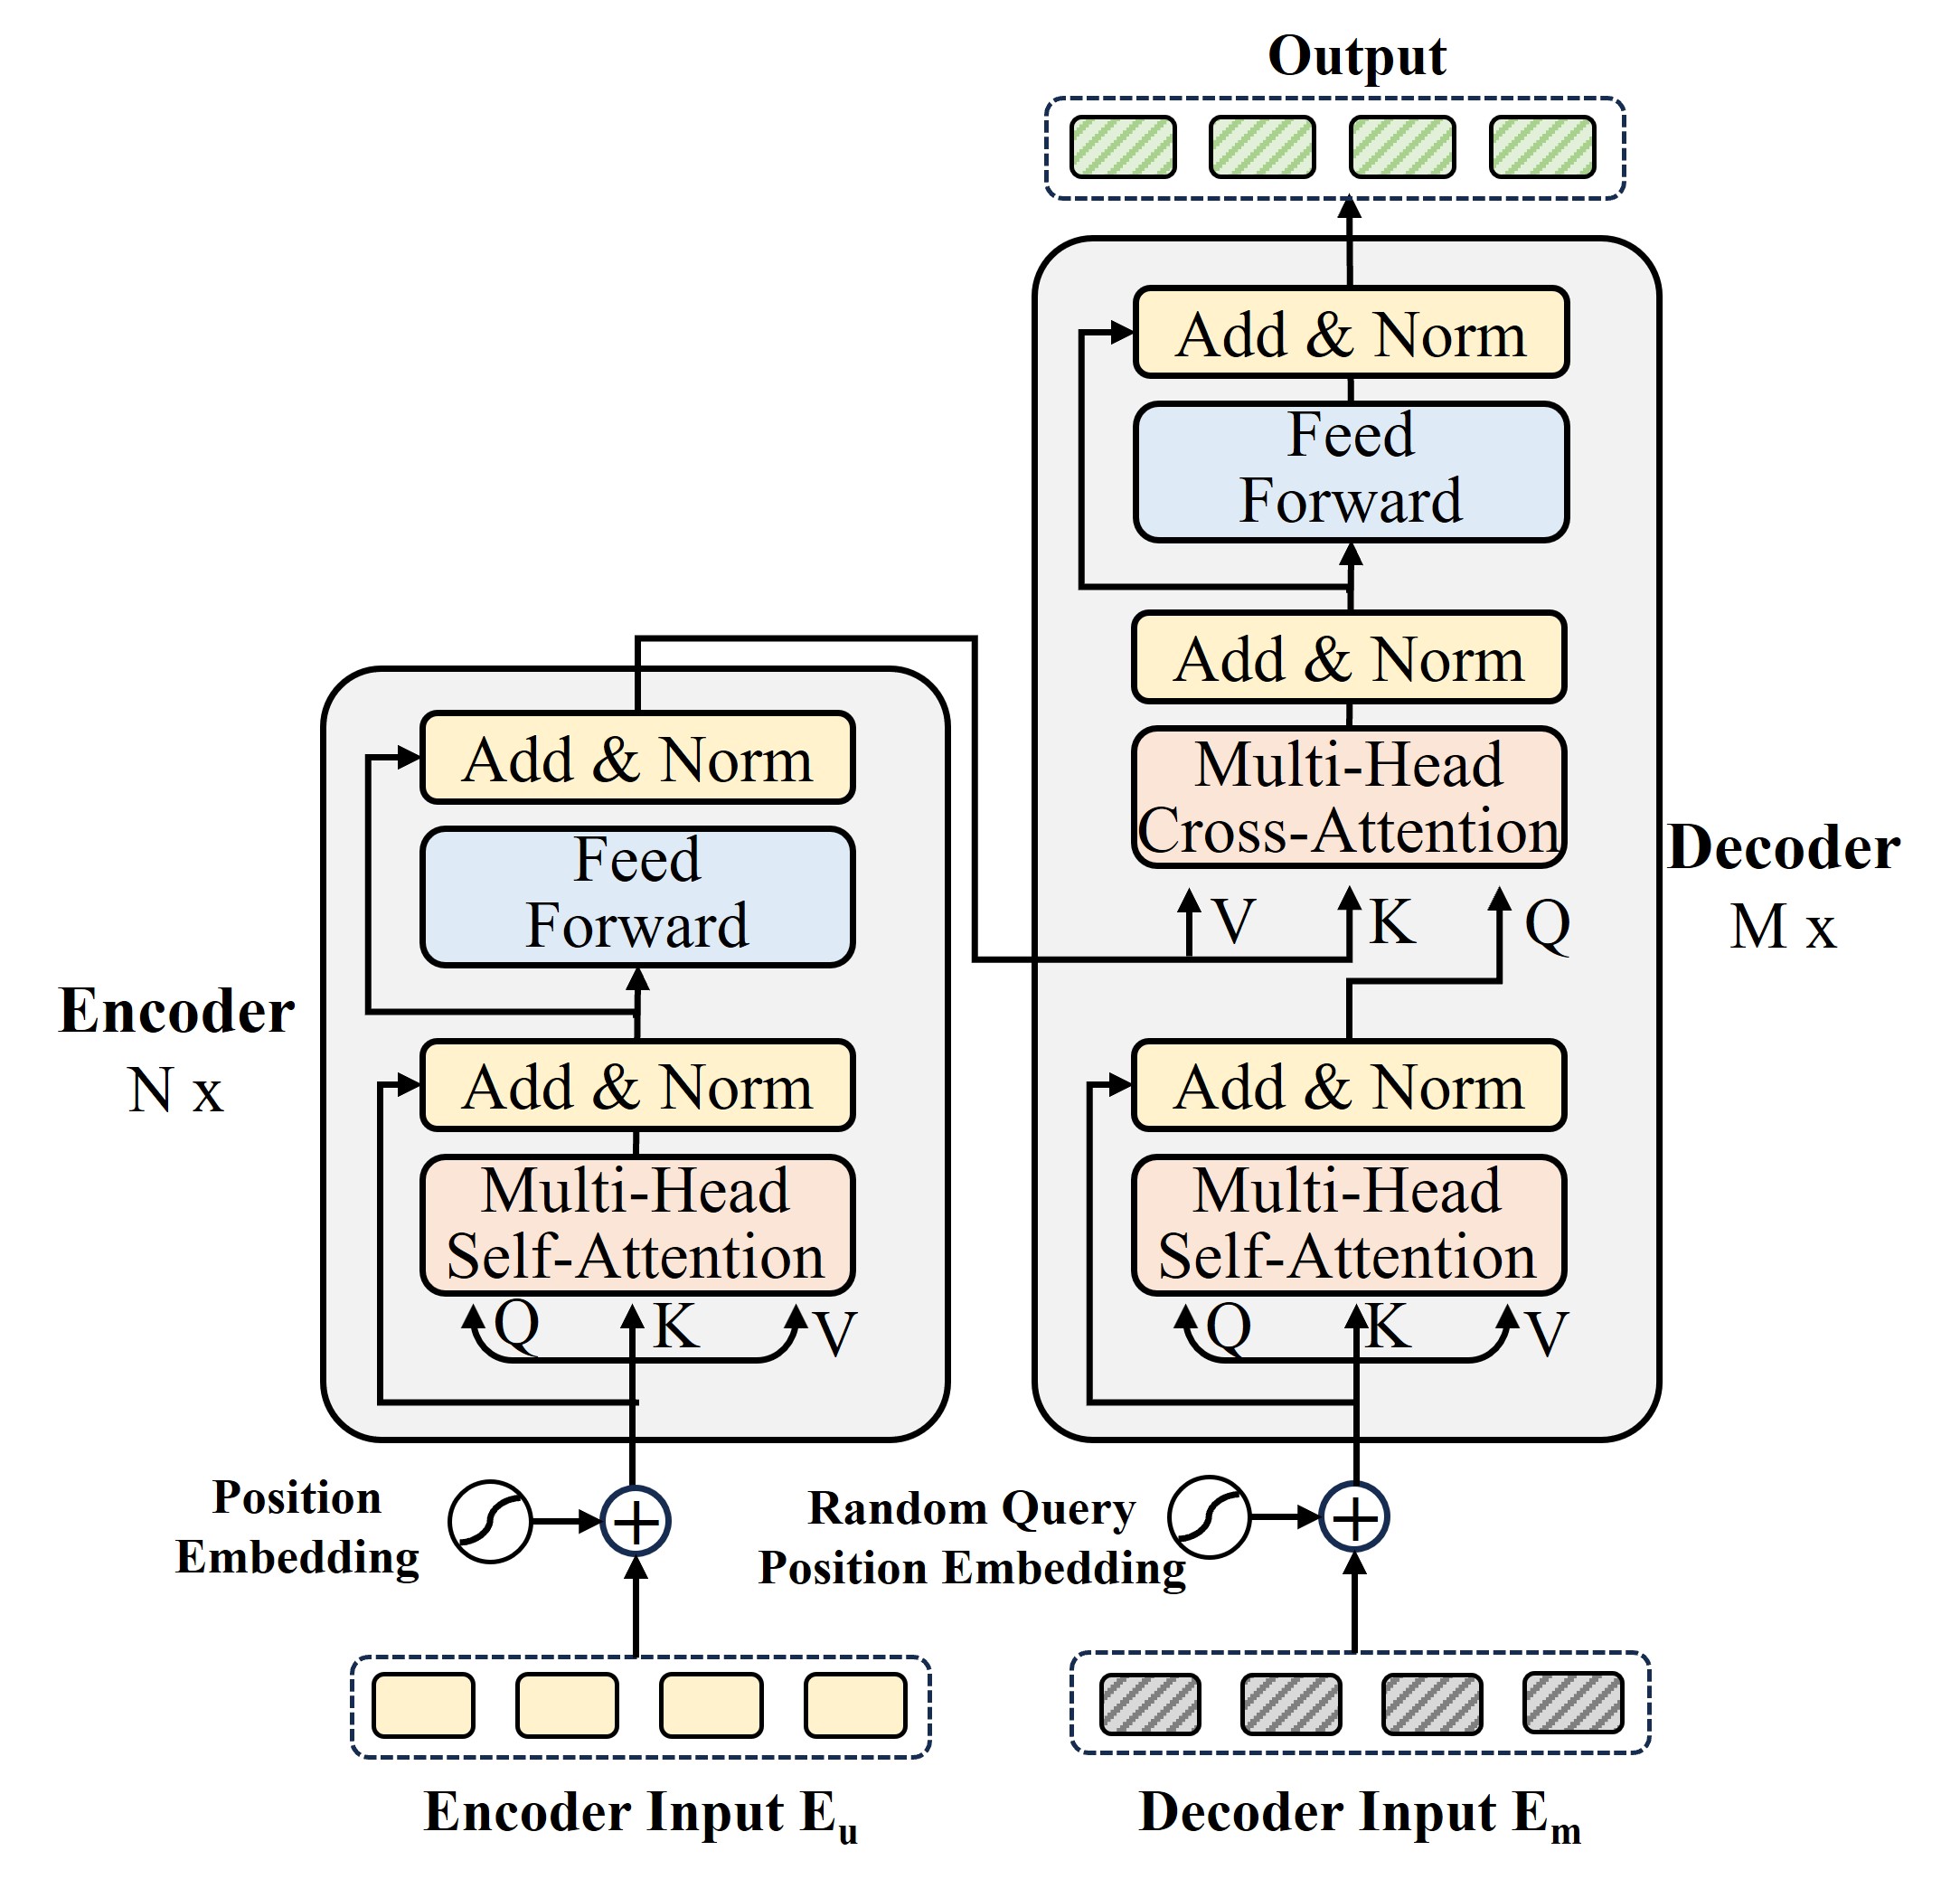 Output
Add & Norm
Feed
Forward
Add & Norm
Multi-Head
Cross-Attention
V K Q
Decoder
M x
Add & Norm
Multi-Head
Self-Attention
Q K V
Random Query
Position Embedding
+
Decoder Input Em
Add & Norm
Feed
Forward
Encoder
N x
Add & Norm
Multi-Head
Self-Attention
Q K V
Position
Embedding
+
Encoder Input Eu